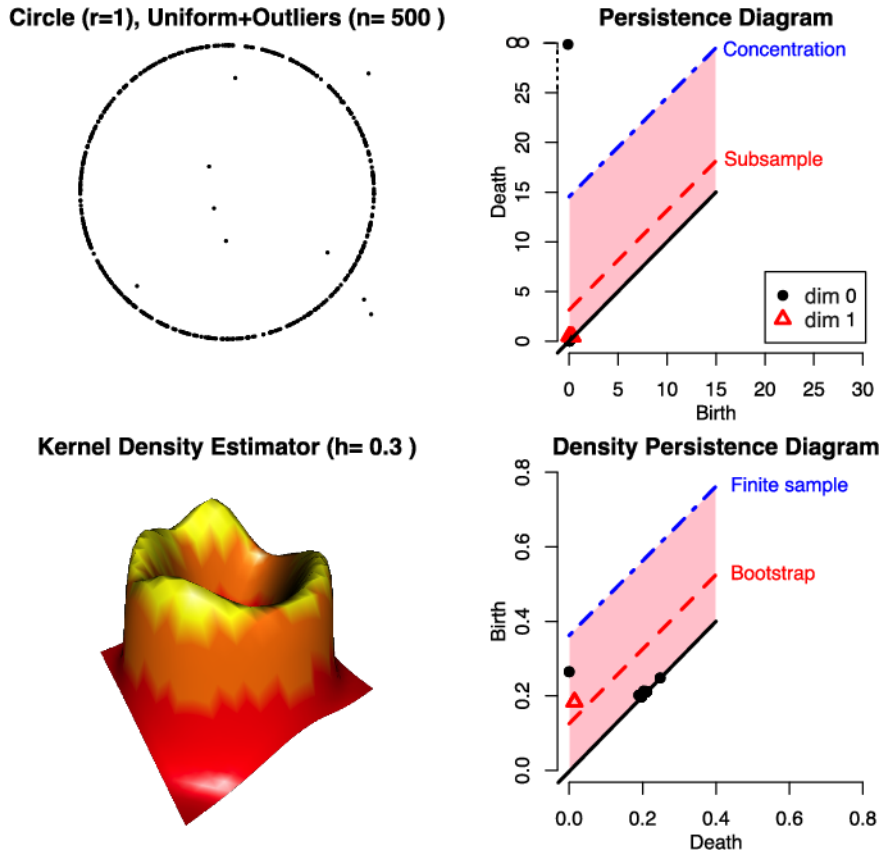 Circle (r=1), Uniform+Outliers (n= 500 )
Persistence Diagram
Death
0
5
10
15
20
25
∞
Concentration
Subsample
dim 0
dim 1
0 5 10 15 20 25 30
Birth
Kernel Density Estimator (h= 0.3 )
Density Persistence Diagram
Birth
0.0
0.2
0.4
0.6
0.8
Finite sample
Bootstrap
0.0 0.2 0.4 0.6 0.8
Death